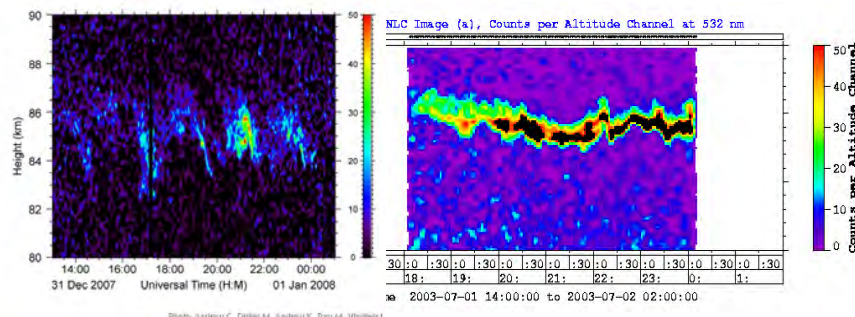 90
88
86
84
82
80
Height (km)
14:00 16:00 18:00 20:00 22:00 00:00
31 Dec 2007 Universal Time (H:M) 01 Jan 2008
50
40
30
20
10
0
NLC Image (a), Counts per Altitude Channel at 532 nm
:30 :0 :30 :0 :30 :0 :30 :0 :30 :0 :30 :0 :30 :0 :30 :0 :30
18: 19: 20: 21: 22: 23: 0: 1:
2003-07-01 14:00:00 to 2003-07-02 02:00:00
50
40
30
20
10
0
Counts per Altitude Channel